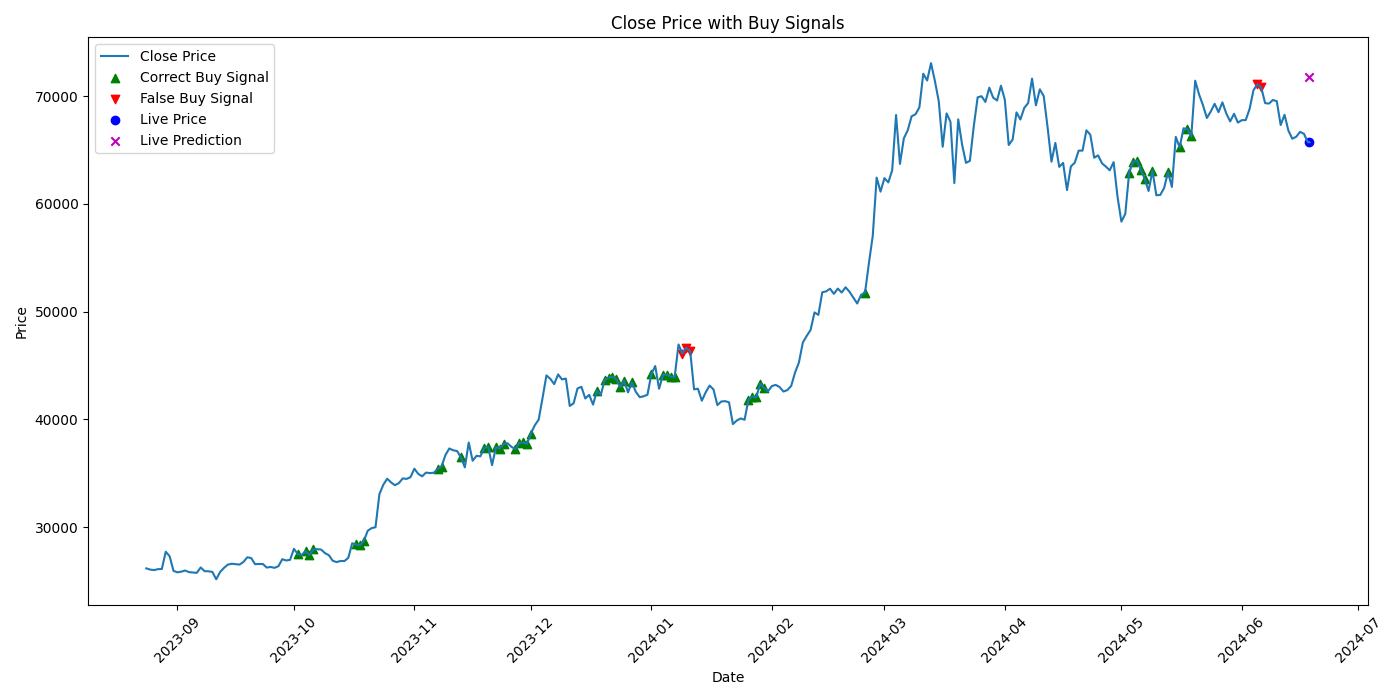 Close Price with Buy Signals
Close Price
Correct Buy Signal
False Buy Signal
Live Price
Live Prediction
Price
70000
60000
50000
40000
30000
2023-09
2023-10
2023-11
2023-12
2024-01
2024-02
2024-03
2024-04
2024-05
2024-06
2024-07
Date